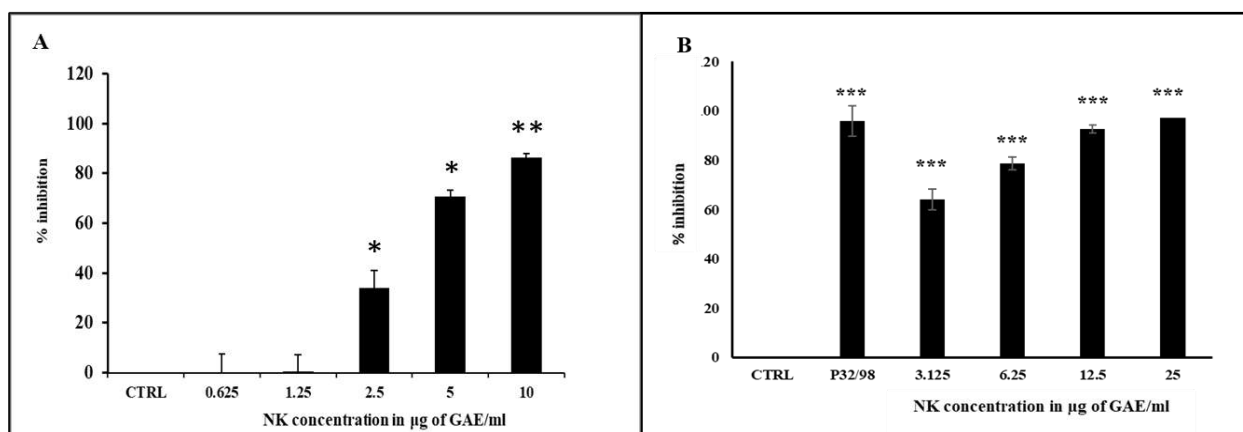 A
120
100
80
60
40
20
0
% inhibition
*
*
**
CTRL 0.625 1.25 2.5 5 10
NK concentration in µg of GAE/ml
B
20
00
80
60
40
20
0
% inhibition
***
***
***
***
***
CTRL P32/98 3.125 6.25 12.5 25
NK concentration in µg of GAE/ml